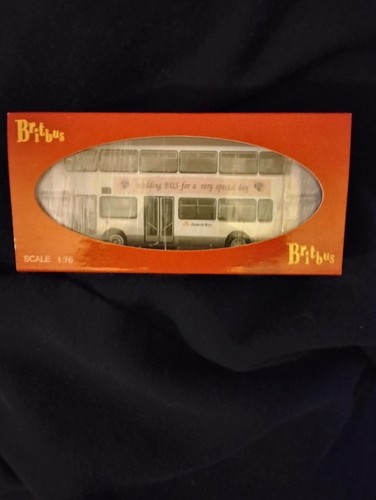 Britbus
Wedding BUS for a very special day
SCALE 1:76
Britbus